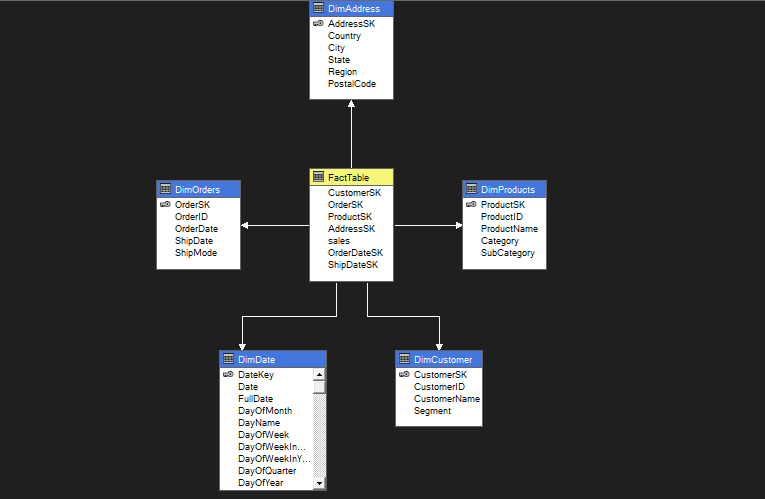 DimAddress
AddressSK
Country
City
State
Region
PostalCode
DimOrders
OrderSK
OrderID
OrderDate
ShipDate
ShipMode
FactTable
CustomerSK
OrderSK
ProductSK
AddressSK
sales
OrderDateSK
ShipDateSK
DimProducts
ProductSK
ProductID
ProductName
Category
SubCategory
DimDate
DateKey
Date
FullDate
DayOfMonth
DayName
DayOfWeek
DayOfWeekIn...
DayOfWeekInY...
DayOfQuarter
DayOfYear
DimCustomer
CustomerSK
CustomerID
CustomerName
Segment